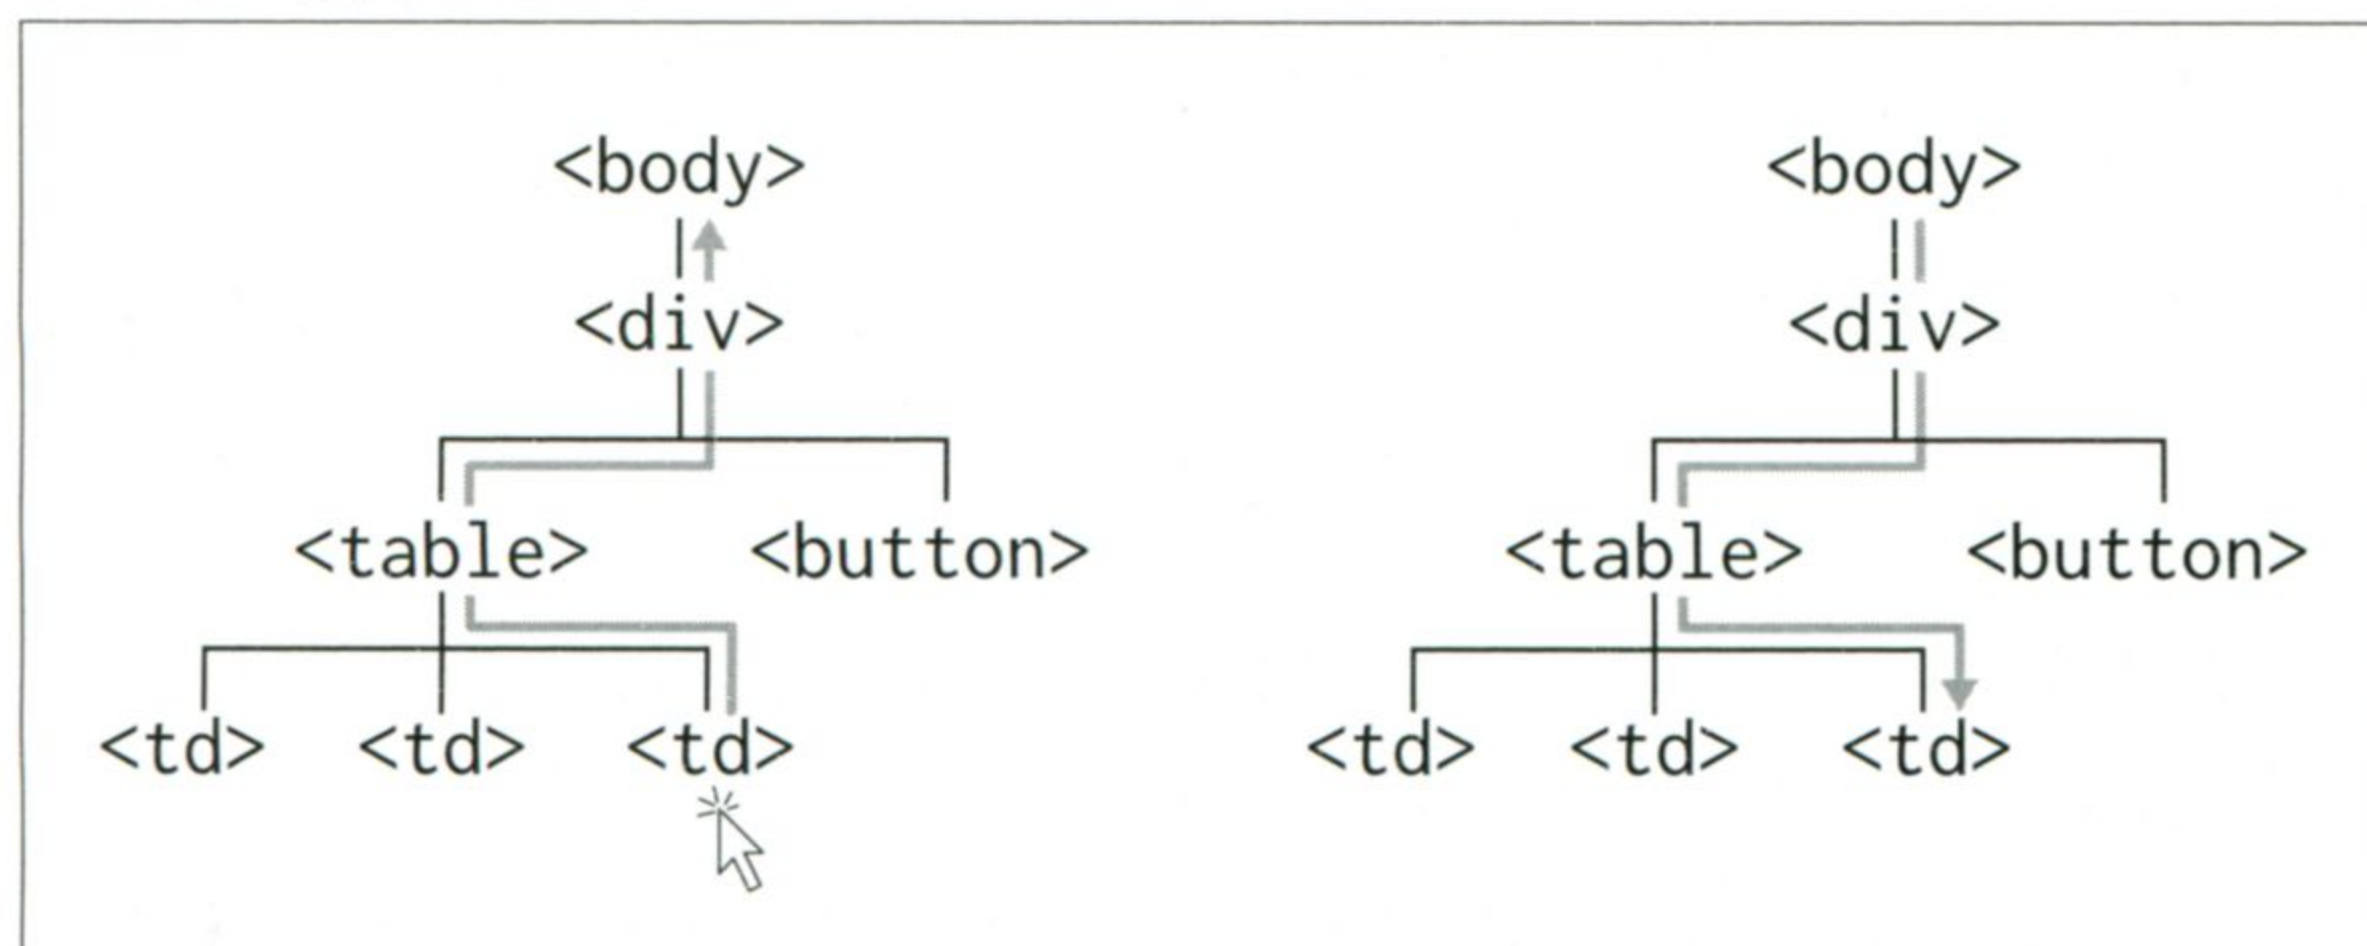 <body>
<div>
<table> <button>
<td> <td> <td>
<body>
<div>
<table> <button>
<td> <td> <td>